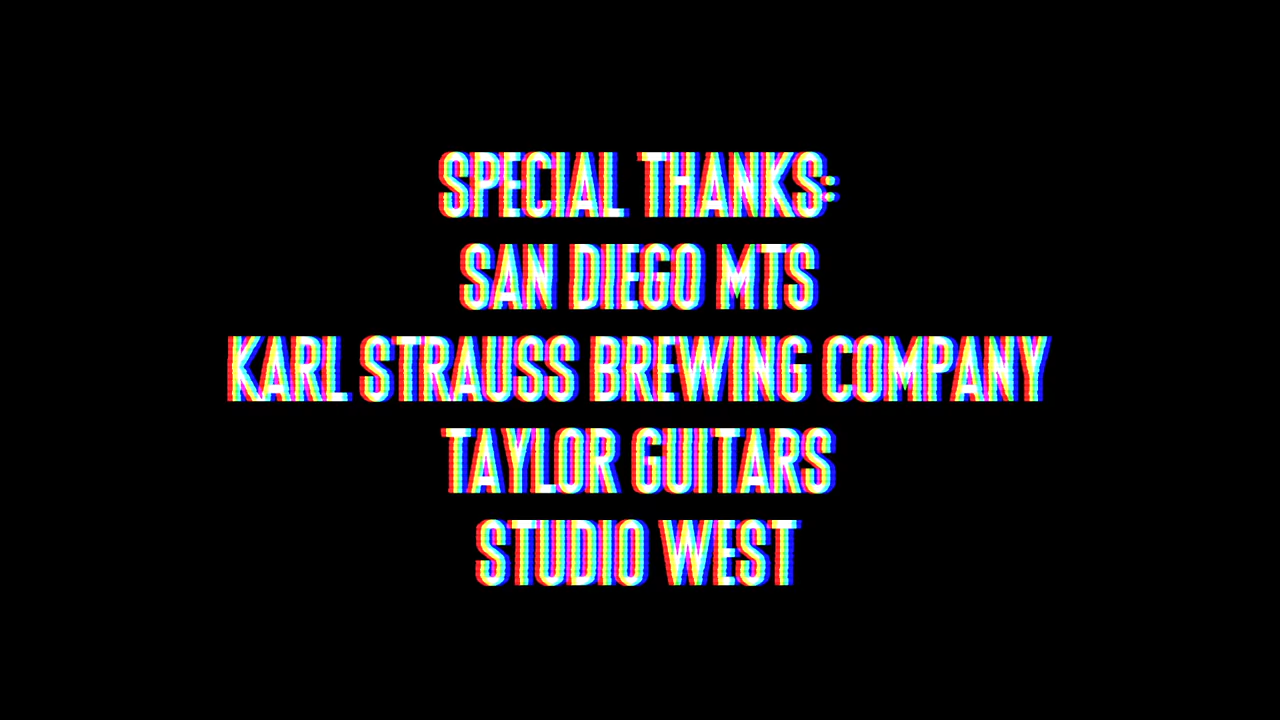 SPECIAL THANKS:
SAN DIEGO MTS
KARL STRAUSS BREWING COMPANY
TAYLOR GUITARS
STUDIO WEST